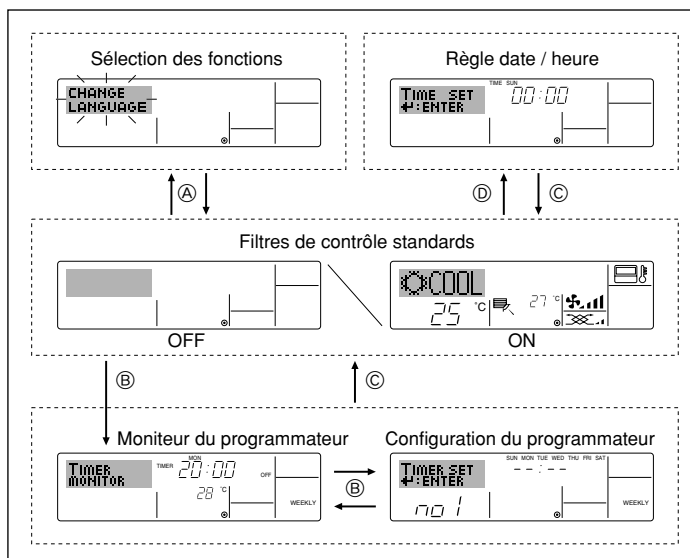 Sélection des fonctions
CHANGE
LANGUAGE
Règle date / heure
TIME SUN
TIME SET
↵:ENTER
00:00
Ⓐ
Ⓓ
Ⓒ
Filtres de contrôle standards
OFF
COOL
25 °C
27 °C
ON
Ⓑ
Ⓒ
Moniteur du programmateur
TIMER
MONITOR
MON
TIMER 20:00 OFF
28 °C
WEEKLY
Ⓑ
Configuration du programmateur
SUN MON TUE WED THU FRI SAT
TIMER SET
↵:ENTER
--:--
no 1
WEEKLY